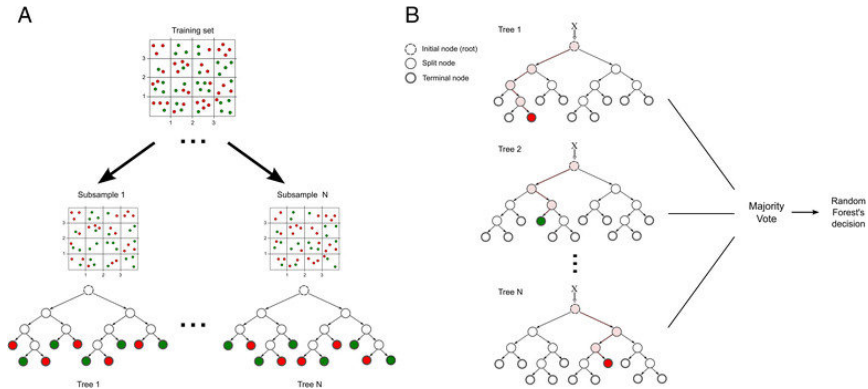 A
Training set
3
2
1
1
2
3
Subsample 1
Subsample N
3
2
1
1
2
3
3
2
1
1
2
3
Tree 1
Tree N
B
Tree 1
X
Initial node (root)
Split node
Terminal node
Tree 2
X
Tree N
X
Majority
Vote
Random
Forest's
decision